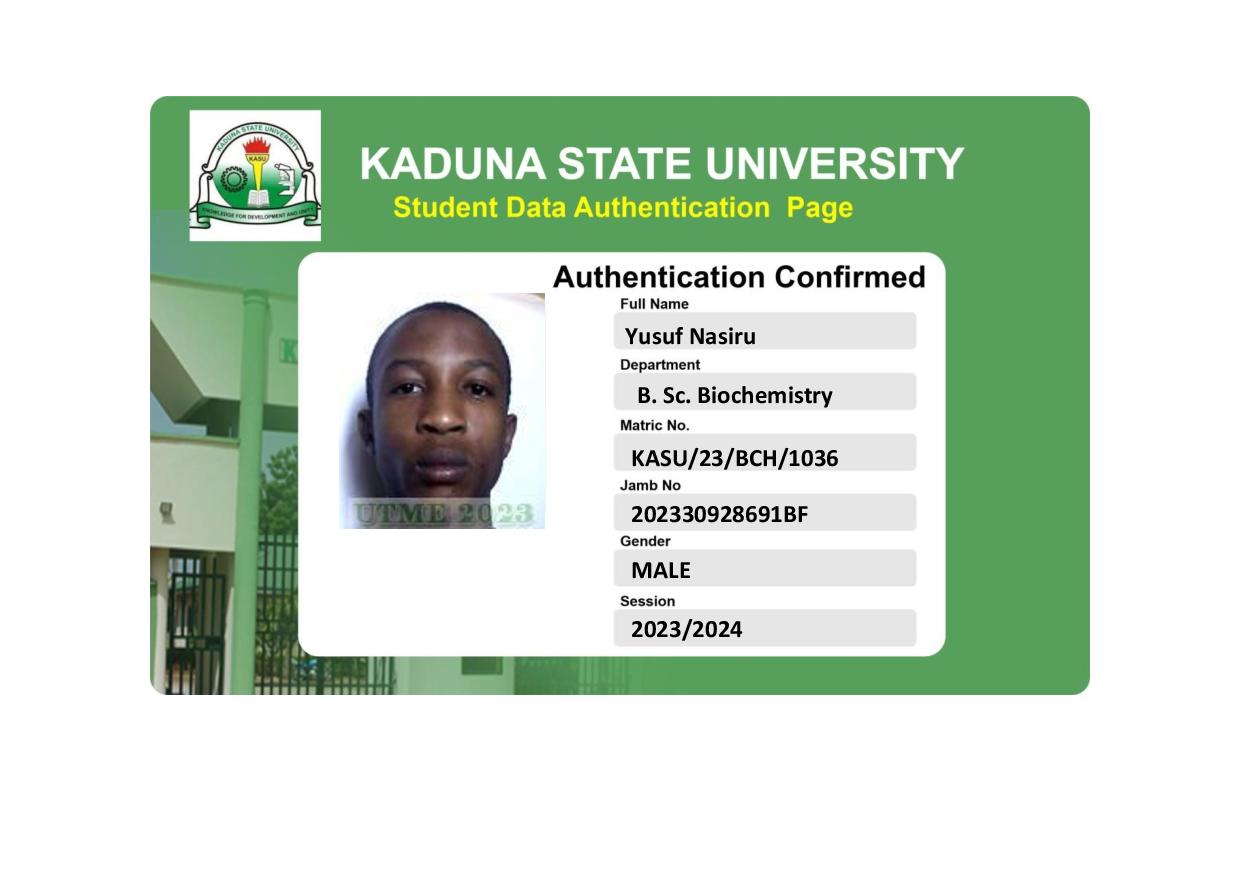 KADUNA STATE UNIVERSITY
KASU
KNOWLEDGE FOR DEVELOPMENT AND UNITY
KADUNA STATE UNIVERSITY
Student Data Authentication Page
Authentication Confirmed
Full Name
Yusuf Nasiru
Department
B. Sc. Biochemistry
Matric No.
KASU/23/BCH/1036
Jamb No
202330928691BF
Gender
MALE
Session
2023/2024
UTME 2023
K